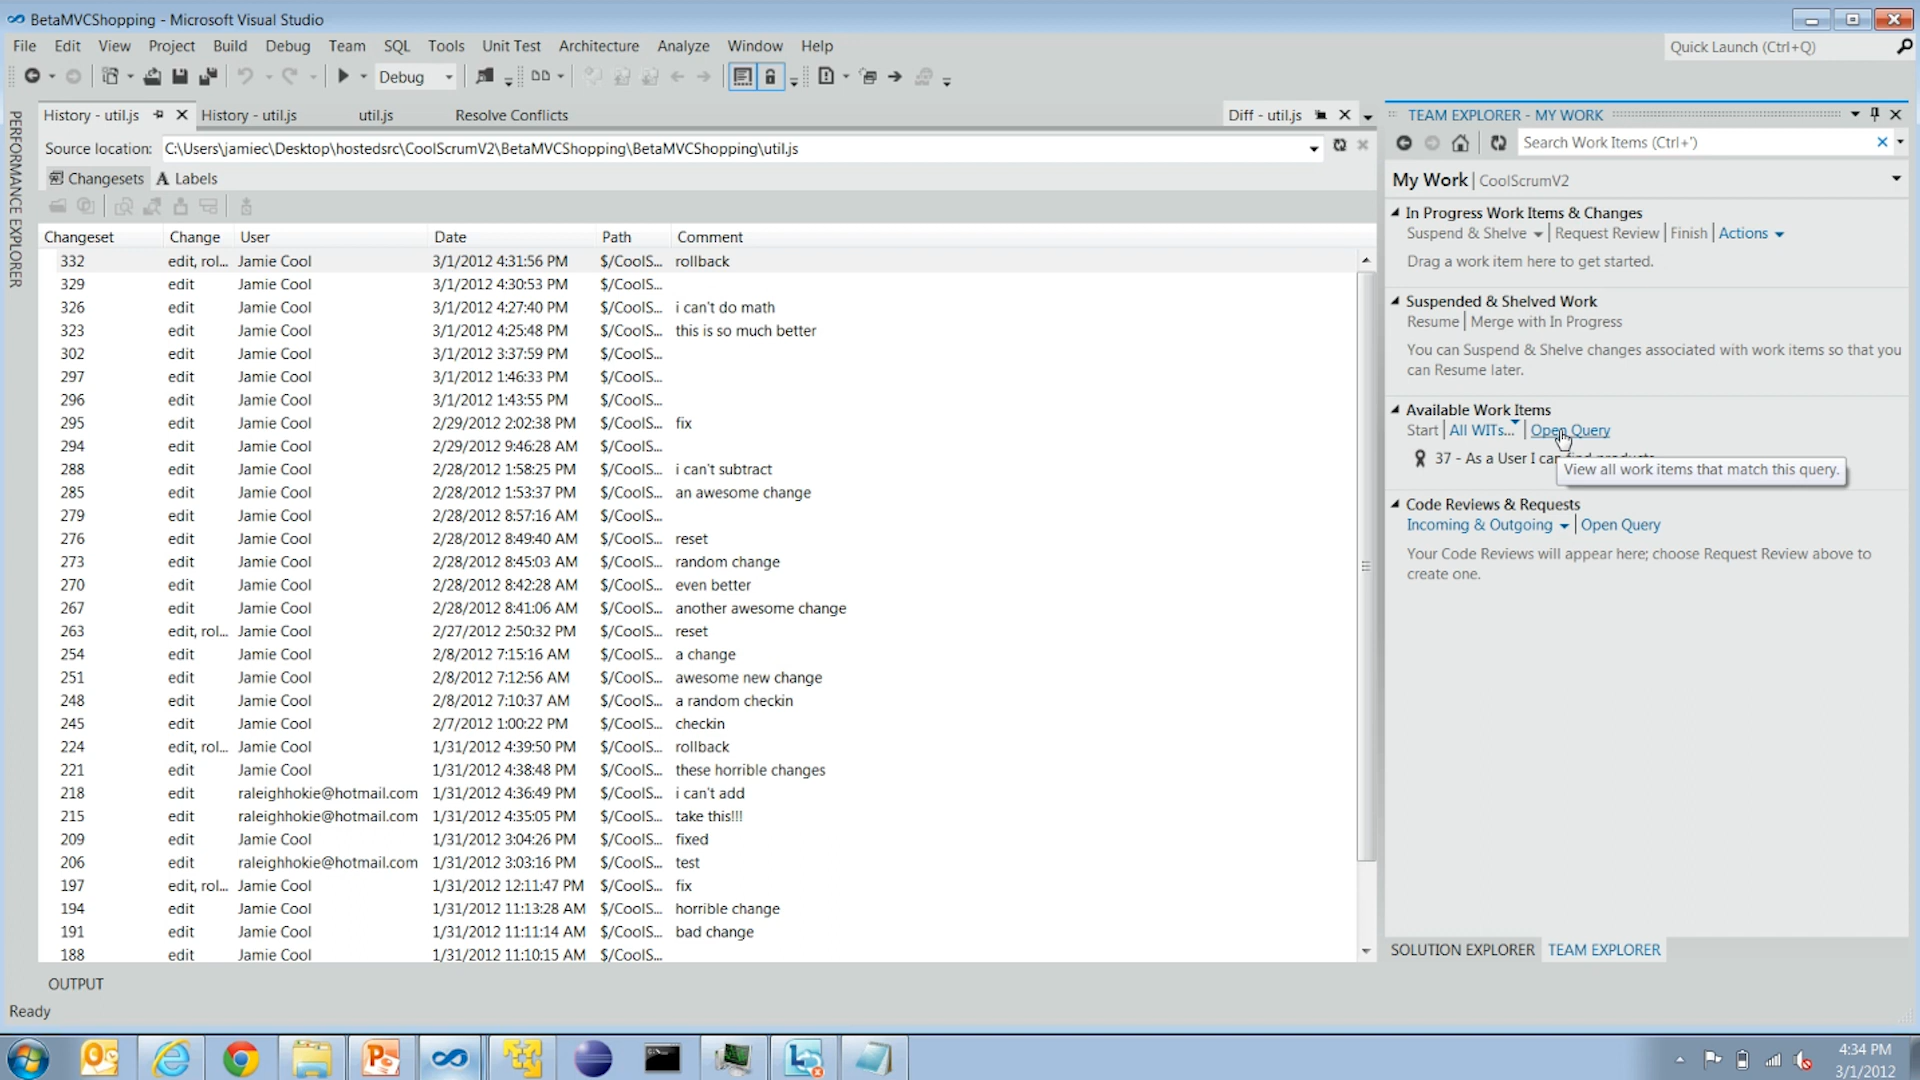 BetaMVCShopping - Microsoft Visual Studio
File Edit View Project Build Debug Team SQL Tools Unit Test Architecture Analyze Window Help
Quick Launch (Ctrl+Q)
Debug
PERFORMANCE EXPLORER
History - util.js History - util.js util.js Resolve Conflicts Diff - util.js
Source location: C:\Users\jamiec\Desktop\hostedsrc\CoolScrumV2\BetaMVCShopping\BetaMVCShopping\util.js
Changesets A Labels
Changeset Change User Date Path Comment
332 edit, rol... Jamie Cool 3/1/2012 4:31:56 PM $/CoolS... rollback
329 edit Jamie Cool 3/1/2012 4:30:53 PM $/CoolS...
326 edit Jamie Cool 3/1/2012 4:27:40 PM $/CoolS... i can't do math
323 edit Jamie Cool 3/1/2012 4:25:48 PM $/CoolS... this is so much better
302 edit Jamie Cool 3/1/2012 3:37:59 PM $/CoolS...
297 edit Jamie Cool 3/1/2012 1:46:33 PM $/CoolS...
296 edit Jamie Cool 3/1/2012 1:43:55 PM $/CoolS...
295 edit Jamie Cool 2/29/2012 2:02:38 PM $/CoolS... fix
294 edit Jamie Cool 2/29/2012 9:46:28 AM $/CoolS...
288 edit Jamie Cool 2/28/2012 1:58:25 PM $/CoolS... i can't subtract
285 edit Jamie Cool 2/28/2012 1:53:37 PM $/CoolS... an awesome change
279 edit Jamie Cool 2/28/2012 8:57:16 AM $/CoolS...
276 edit Jamie Cool 2/28/2012 8:49:40 AM $/CoolS... reset
273 edit Jamie Cool 2/28/2012 8:45:03 AM $/CoolS... random change
270 edit Jamie Cool 2/28/2012 8:42:28 AM $/CoolS... even better
267 edit Jamie Cool 2/28/2012 8:41:06 AM $/CoolS... another awesome change
263 edit, rol... Jamie Cool 2/27/2012 2:50:32 PM $/CoolS... reset
254 edit Jamie Cool 2/8/2012 7:15:16 AM $/CoolS... a change
251 edit Jamie Cool 2/8/2012 7:12:56 AM $/CoolS... awesome new change
248 edit Jamie Cool 2/8/2012 7:10:37 AM $/CoolS... a random checkin
245 edit Jamie Cool 2/7/2012 1:00:22 PM $/CoolS... checkin
224 edit, rol... Jamie Cool 1/31/2012 4:39:50 PM $/CoolS... rollback
221 edit Jamie Cool 1/31/2012 4:38:48 PM $/CoolS... these horrible changes
218 edit raleighhokie@hotmail.com 1/31/2012 4:36:49 PM $/CoolS... i can't add
215 edit raleighhokie@hotmail.com 1/31/2012 4:35:05 PM $/CoolS... take this!!!
209 edit Jamie Cool 1/31/2012 3:04:26 PM $/CoolS... fixed
206 edit raleighhokie@hotmail.com 1/31/2012 3:03:16 PM $/CoolS... test
197 edit, rol... Jamie Cool 1/31/2012 12:11:47 PM $/CoolS... fix
194 edit Jamie Cool 1/31/2012 11:13:28 AM $/CoolS... horrible change
191 edit Jamie Cool 1/31/2012 11:11:14 AM $/CoolS... bad change
188 edit Jamie Cool 1/31/2012 11:10:15 AM $/CoolS...
TEAM EXPLORER - MY WORK
Search Work Items (Ctrl+')
My Work | CoolScrumV2
In Progress Work Items & Changes
Suspend & Shelve | Request Review | Finish | Actions
Drag a work item here to get started.
Suspended & Shelved Work
Resume | Merge with In Progress
You can Suspend & Shelve changes associated with work items so that you
can Resume later.
Available Work Items
Start | All WITs... | Open Query
37 - As a User I can find products
View all work items that match this query.
Code Reviews & Requests
Incoming & Outgoing | Open Query
Your Code Reviews will appear here; choose Request Review above to
create one.
SOLUTION EXPLORER TEAM EXPLORER
OUTPUT
Ready
4:34 PM
3/1/2012